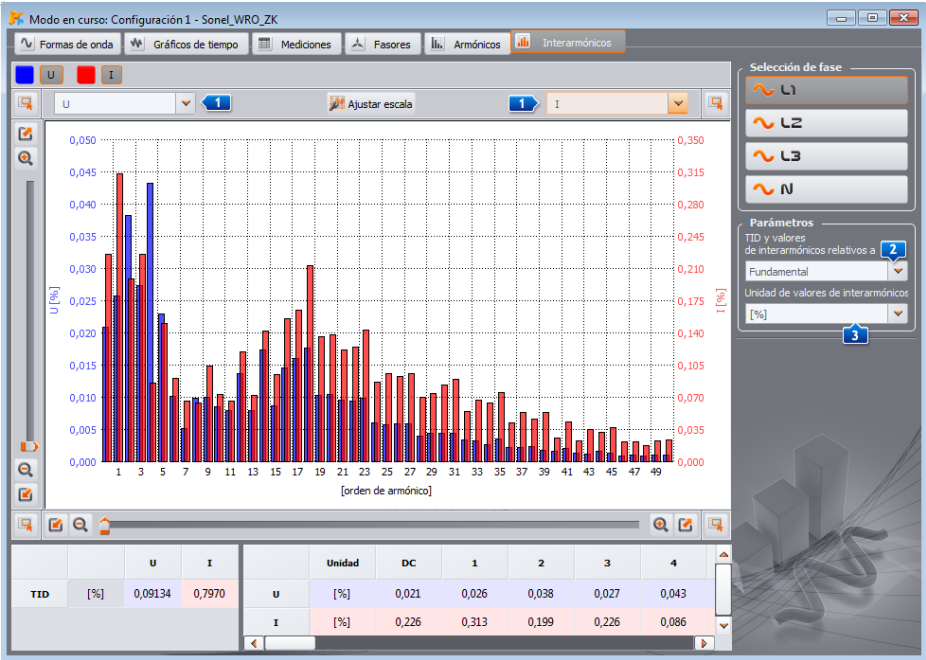 Modo en curso: Configuración 1 - Sonel_WRO_ZK
Formas de onda Gráficos de tiempo Mediciones Fasores Armónicos Interarmónicos
U I
U 1 Ajustar escala 1 I
0,050 0,350
0,045 0,315
0,040 0,280
0,035 0,245
0,030 0,210
0,025 0,175
0,020 0,140
0,015 0,105
0,010 0,070
0,005 0,035
0,000 0,000
U [%]
I [%]
1 3 5 7 9 11 13 15 17 19 21 23 25 27 29 31 33 35 37 39 41 43 45 47 49
[orden de armónico]
Selección de fase
L1
L2
L3
N
Parámetros
TID y valores
de interarmónicos relativos a 2
Fundamental
Unidad de valores de interarmónicos
[%]
3
U I
TID [%] 0,09134 0,7970
Unidad DC 1 2 3 4
U [%] 0,021 0,026 0,038 0,027 0,043
I [%] 0,226 0,313 0,199 0,226 0,086